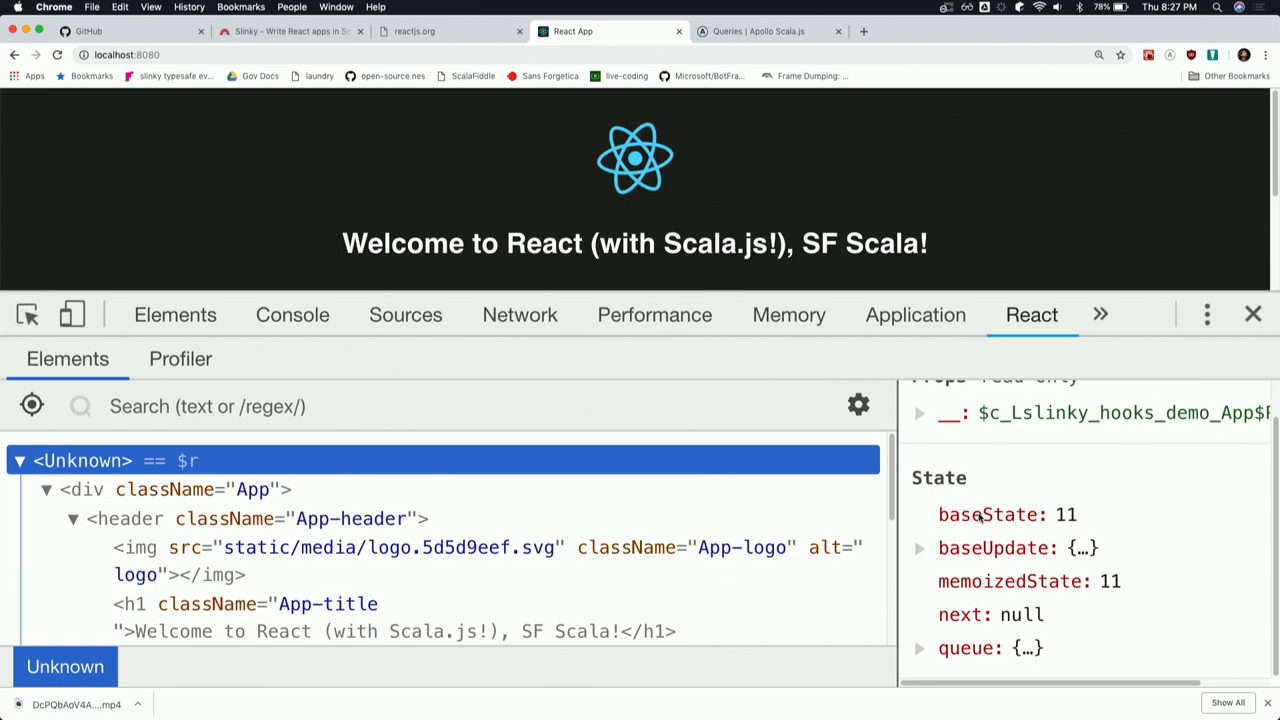 Chrome File Edit View History Bookmarks People Window Help 78% Thu 8:27 PM
GitHub Slinky - Write React apps in Sc reactjs.org React App Queries | Apollo Scala.js
localhost:8080
Apps Bookmarks slinky typesafe ev... Gov Docs laundry open-source nes ScalaFiddle Sans Forgetica live-coding Microsoft/BotFra... Frame Dumping: ... Other Bookmarks
Welcome to React (with Scala.js!), SF Scala!
Elements Console Sources Network Performance Memory Application React
Elements Profiler
Search (text or /regex/)
Props read-only
__: $c_Lslinky_hooks_demo_App$
<Unknown> == $r
<div className="App">
<header className="App-header">
<img src="static/media/logo.5d5d9eef.svg" className="App-logo" alt="
logo"></img>
<h1 className="App-title
">Welcome to React (with Scala.js!), SF Scala!</h1>
State
baseState: 11
baseUpdate: {…}
memoizedState: 11
next: null
queue: {…}
Unknown
DcPQbAoV4A....mp4 Show All